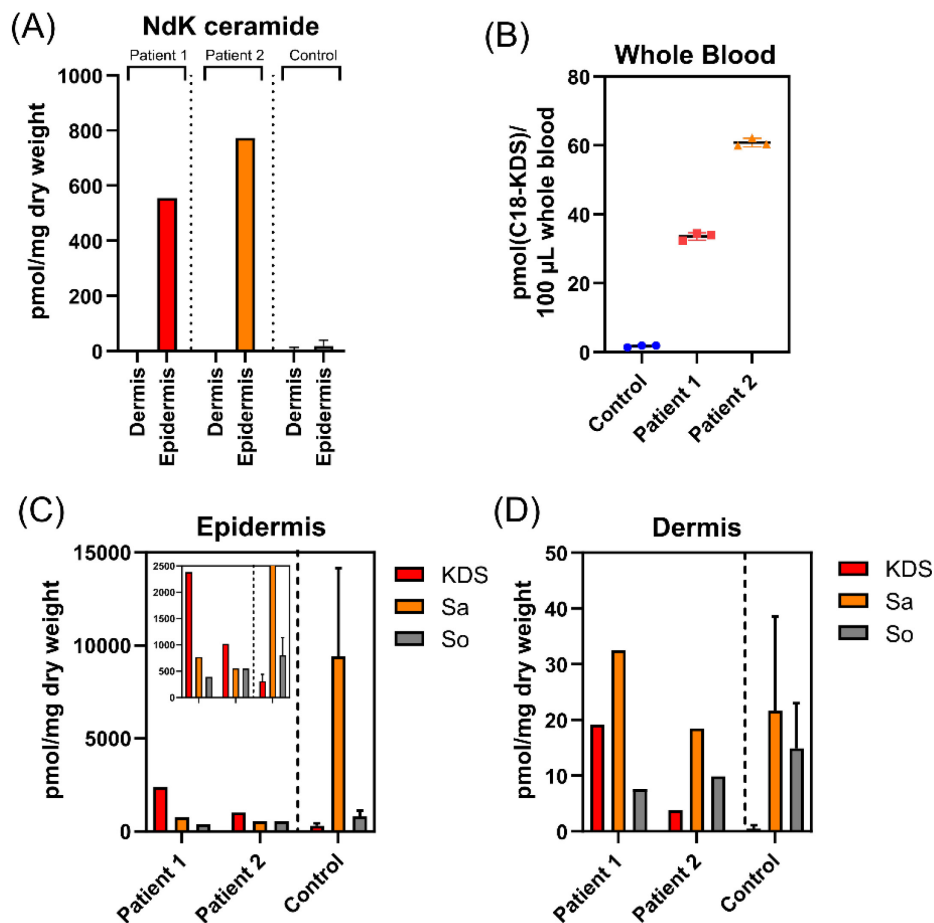 (A)
NdK ceramide
Patient 1 Patient 2 Control
1000
800
600
400
200
0
pmol/mg dry weight
Dermis
Epidermis
Dermis
Epidermis
Dermis
Epidermis
(B)
Whole Blood
80
60
40
20
0
pmol(C18-KDS)/
100 µL whole blood
Control
Patient 1
Patient 2
(C)
Epidermis
15000
10000
5000
0
pmol/mg dry weight
2500
2000
1500
1000
500
0
KDS
Sa
So
Patient 1
Patient 2
Control
(D)
Dermis
50
40
30
20
10
0
pmol/mg dry weight
KDS
Sa
So
Patient 1
Patient 2
Control